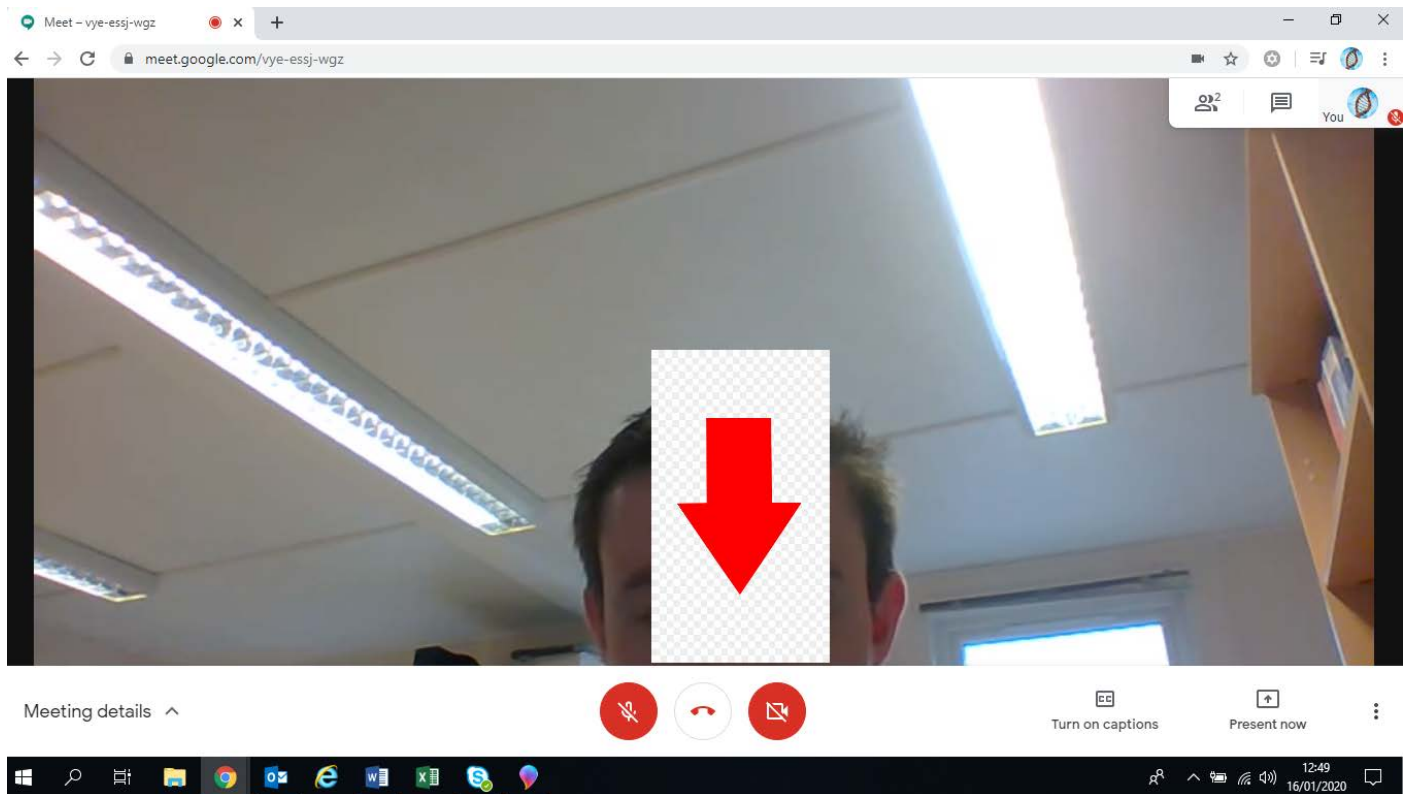 Meet – vye-essj-wgz
meet.google.com/vye-essj-wgz
2
You
Meeting details
CC
Turn on captions
Present now
12:49
16/01/2020